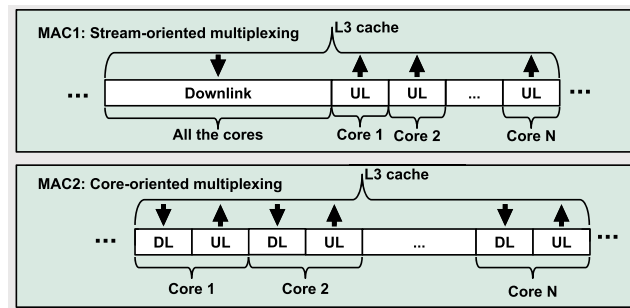 MAC1: Stream-oriented multiplexing
L3 cache
... Downlink UL UL ... UL ...
All the cores Core 1 Core 2 Core N
MAC2: Core-oriented multiplexing
L3 cache
... DL UL DL UL ... DL UL ...
Core 1 Core 2 Core N